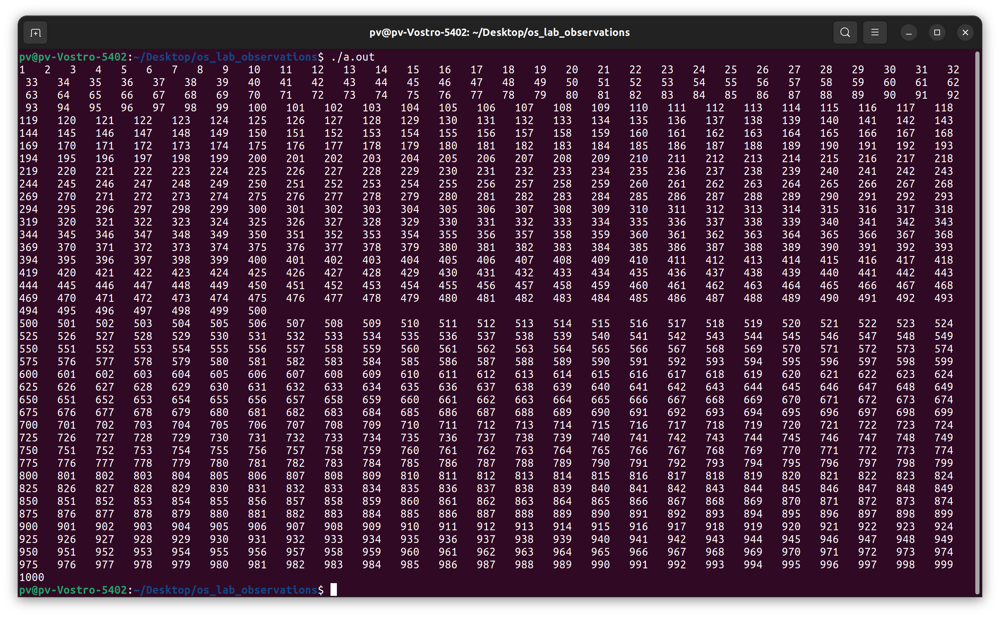 pv@pv-Vostro-5402: ~/Desktop/os_lab_observations
pv@pv-Vostro-5402:~/Desktop/os_lab_observations$ ./a.out
1   2   3   4   5   6   7   8   9   10   11   12   13   14   15   16   17   18   19   20   21   22   23   24   25   26   27   28   29   30   31   32
33   34   35   36   37   38   39   40   41   42   43   44   45   46   47   48   49   50   51   52   53   54   55   56   57   58   59   60   61   62
63   64   65   66   67   68   69   70   71   72   73   74   75   76   77   78   79   80   81   82   83   84   85   86   87   88   89   90   91   92
93   94   95   96   97   98   99   100   101   102   103   104   105   106   107   108   109   110   111   112   113   114   115   116   117   118
119   120   121   122   123   124   125   126   127   128   129   130   131   132   133   134   135   136   137   138   139   140   141   142   143
144   145   146   147   148   149   150   151   152   153   154   155   156   157   158   159   160   161   162   163   164   165   166   167   168
169   170   171   172   173   174   175   176   177   178   179   180   181   182   183   184   185   186   187   188   189   190   191   192   193
194   195   196   197   198   199   200   201   202   203   204   205   206   207   208   209   210   211   212   213   214   215   216   217   218
219   220   221   222   223   224   225   226   227   228   229   230   231   232   233   234   235   236   237   238   239   240   241   242   243
244   245   246   247   248   249   250   251   252   253   254   255   256   257   258   259   260   261   262   263   264   265   266   267   268
269   270   271   272   273   274   275   276   277   278   279   280   281   282   283   284   285   286   287   288   289   290   291   292   293
294   295   296   297   298   299   300   301   302   303   304   305   306   307   308   309   310   311   312   313   314   315   316   317   318
319   320   321   322   323   324   325   326   327   328   329   330   331   332   333   334   335   336   337   338   339   340   341   342   343
344   345   346   347   348   349   350   351   352   353   354   355   356   357   358   359   360   361   362   363   364   365   366   367   368
369   370   371   372   373   374   375   376   377   378   379   380   381   382   383   384   385   386   387   388   389   390   391   392   393
394   395   396   397   398   399   400   401   402   403   404   405   406   407   408   409   410   411   412   413   414   415   416   417   418
419   420   421   422   423   424   425   426   427   428   429   430   431   432   433   434   435   436   437   438   439   440   441   442   443
444   445   446   447   448   449   450   451   452   453   454   455   456   457   458   459   460   461   462   463   464   465   466   467   468
469   470   471   472   473   474   475   476   477   478   479   480   481   482   483   484   485   486   487   488   489   490   491   492   493
494   495   496   497   498   499   500
500   501   502   503   504   505   506   507   508   509   510   511   512   513   514   515   516   517   518   519   520   521   522   523   524
525   526   527   528   529   530   531   532   533   534   535   536   537   538   539   540   541   542   543   544   545   546   547   548   549
550   551   552   553   554   555   556   557   558   559   560   561   562   563   564   565   566   567   568   569   570   571   572   573   574
575   576   577   578   579   580   581   582   583   584   585   586   587   588   589   590   591   592   593   594   595   596   597   598   599
600   601   602   603   604   605   606   607   608   609   610   611   612   613   614   615   616   617   618   619   620   621   622   623   624
625   626   627   628   629   630   631   632   633   634   635   636   637   638   639   640   641   642   643   644   645   646   647   648   649
650   651   652   653   654   655   656   657   658   659   660   661   662   663   664   665   666   667   668   669   670   671   672   673   674
675   676   677   678   679   680   681   682   683   684   685   686   687   688   689   690   691   692   693   694   695   696   697   698   699
700   701   702   703   704   705   706   707   708   709   710   711   712   713   714   715   716   717   718   719   720   721   722   723   724
725   726   727   728   729   730   731   732   733   734   735   736   737   738   739   740   741   742   743   744   745   746   747   748   749
750   751   752   753   754   755   756   757   758   759   760   761   762   763   764   765   766   767   768   769   770   771   772   773   774
775   776   777   778   779   780   781   782   783   784   785   786   787   788   789   790   791   792   793   794   795   796   797   798   799
800   801   802   803   804   805   806   807   808   809   810   811   812   813   814   815   816   817   818   819   820   821   822   823   824
825   826   827   828   829   830   831   832   833   834   835   836   837   838   839   840   841   842   843   844   845   846   847   848   849
850   851   852   853   854   855   856   857   858   859   860   861   862   863   864   865   866   867   868   869   870   871   872   873   874
875   876   877   878   879   880   881   882   883   884   885   886   887   888   889   890   891   892   893   894   895   896   897   898   899
900   901   902   903   904   905   906   907   908   909   910   911   912   913   914   915   916   917   918   919   920   921   922   923   924
925   926   927   928   929   930   931   932   933   934   935   936   937   938   939   940   941   942   943   944   945   946   947   948   949
950   951   952   953   954   955   956   957   958   959   960   961   962   963   964   965   966   967   968   969   970   971   972   973   974
975   976   977   978   979   980   981   982   983   984   985   986   987   988   989   990   991   992   993   994   995   996   997   998   999
1000
pv@pv-Vostro-5402:~/Desktop/os_lab_observations$